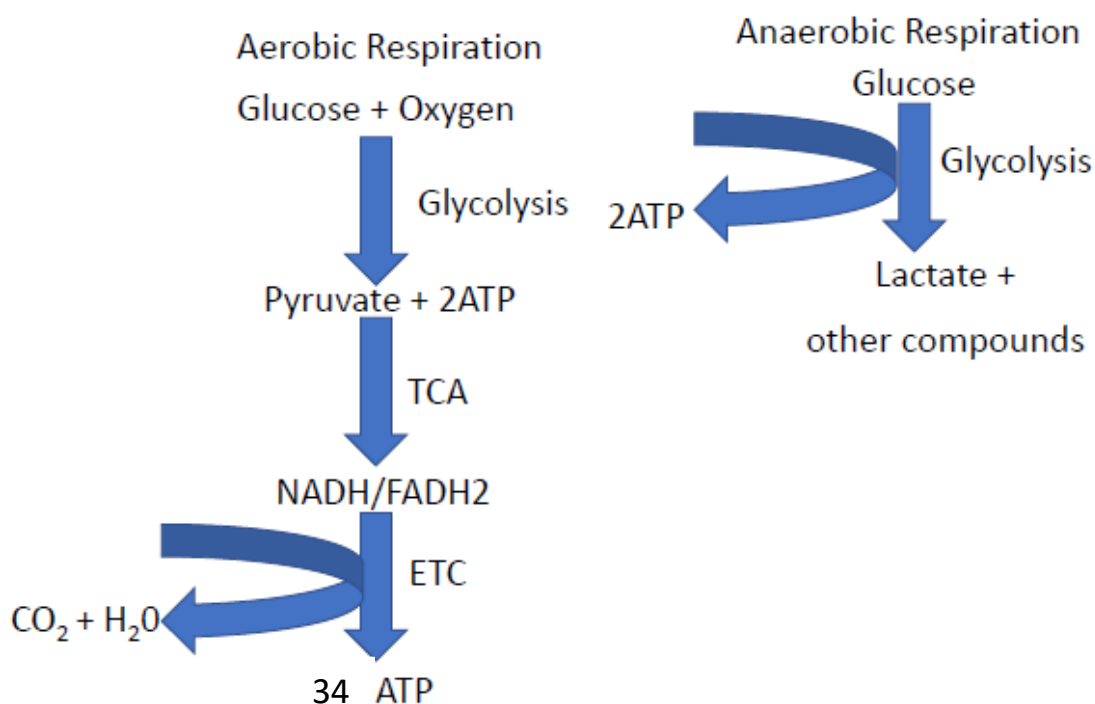 Aerobic Respiration
Glucose + Oxygen
Glycolysis
Pyruvate + 2ATP
TCA
NADH/FADH2
ETC
CO₂ + H₂0
34 ATP
Anaerobic Respiration
Glucose
Glycolysis
2ATP
Lactate +
other compounds